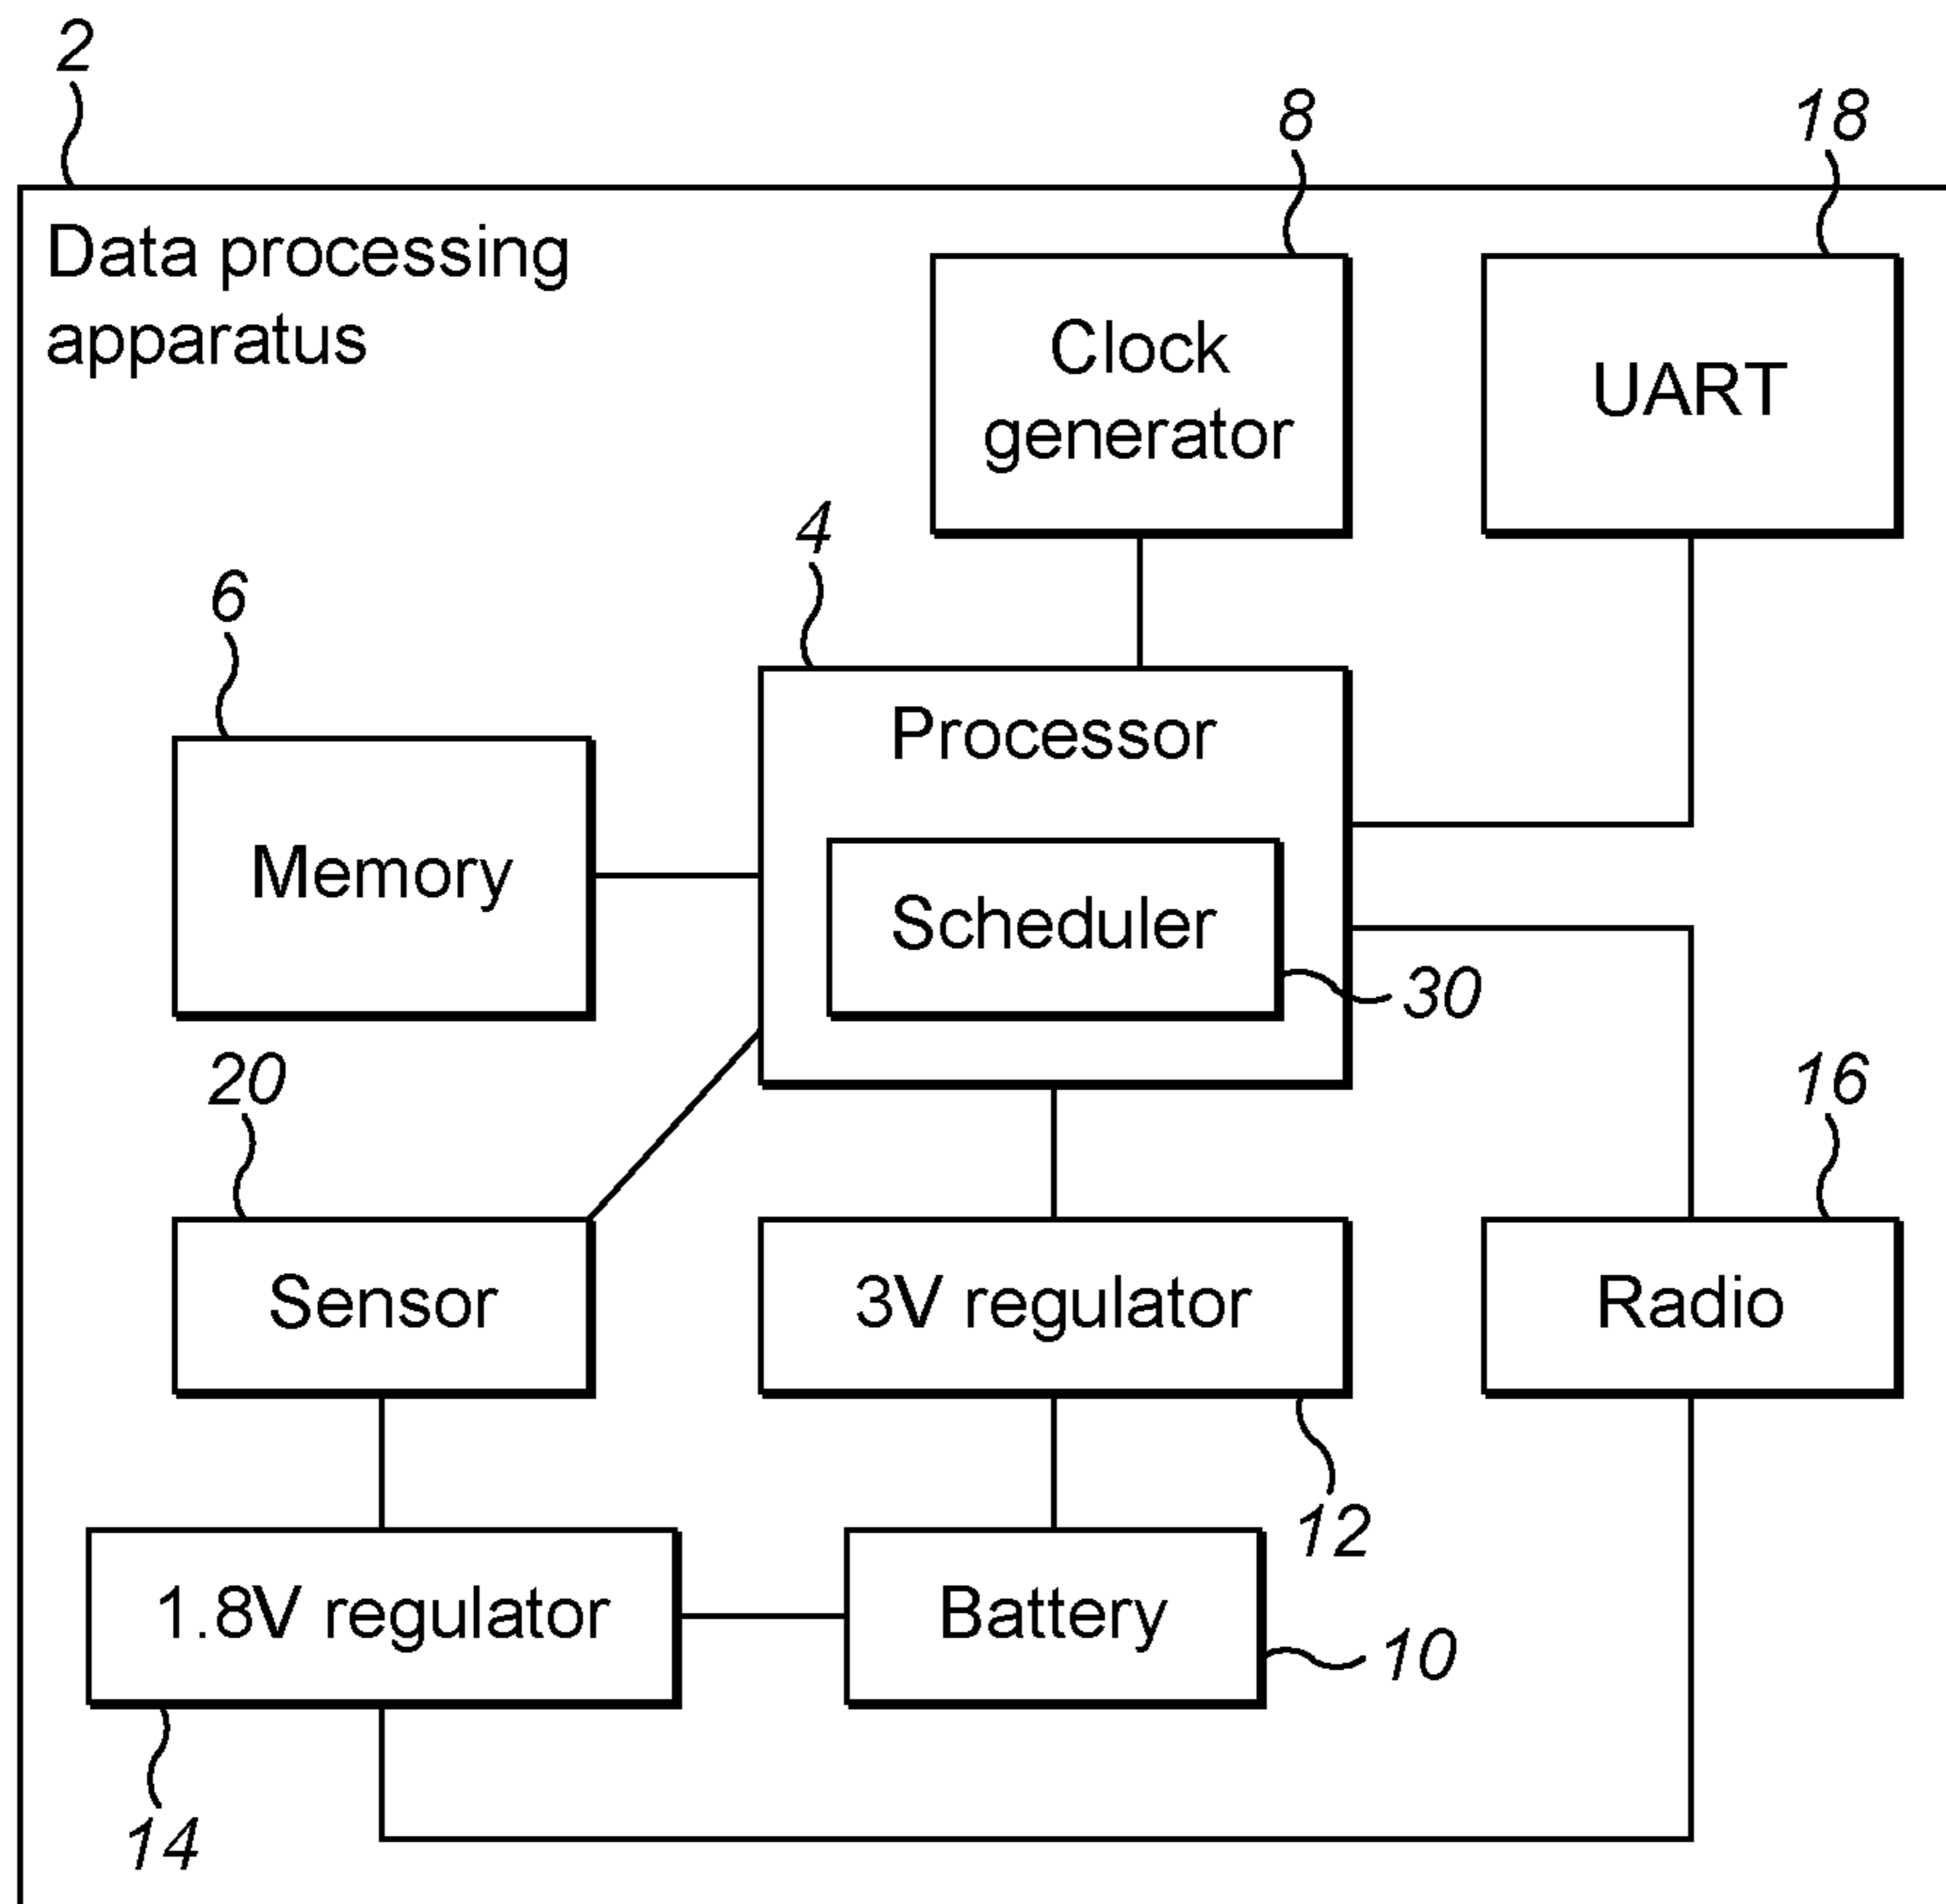 2
8
18
Data processing
apparatus
Clock
generator
UART
4
6
Processor
Memory
Scheduler
30
20
16
Sensor
3V regulator
Radio
12
1.8V regulator
Battery
10
14